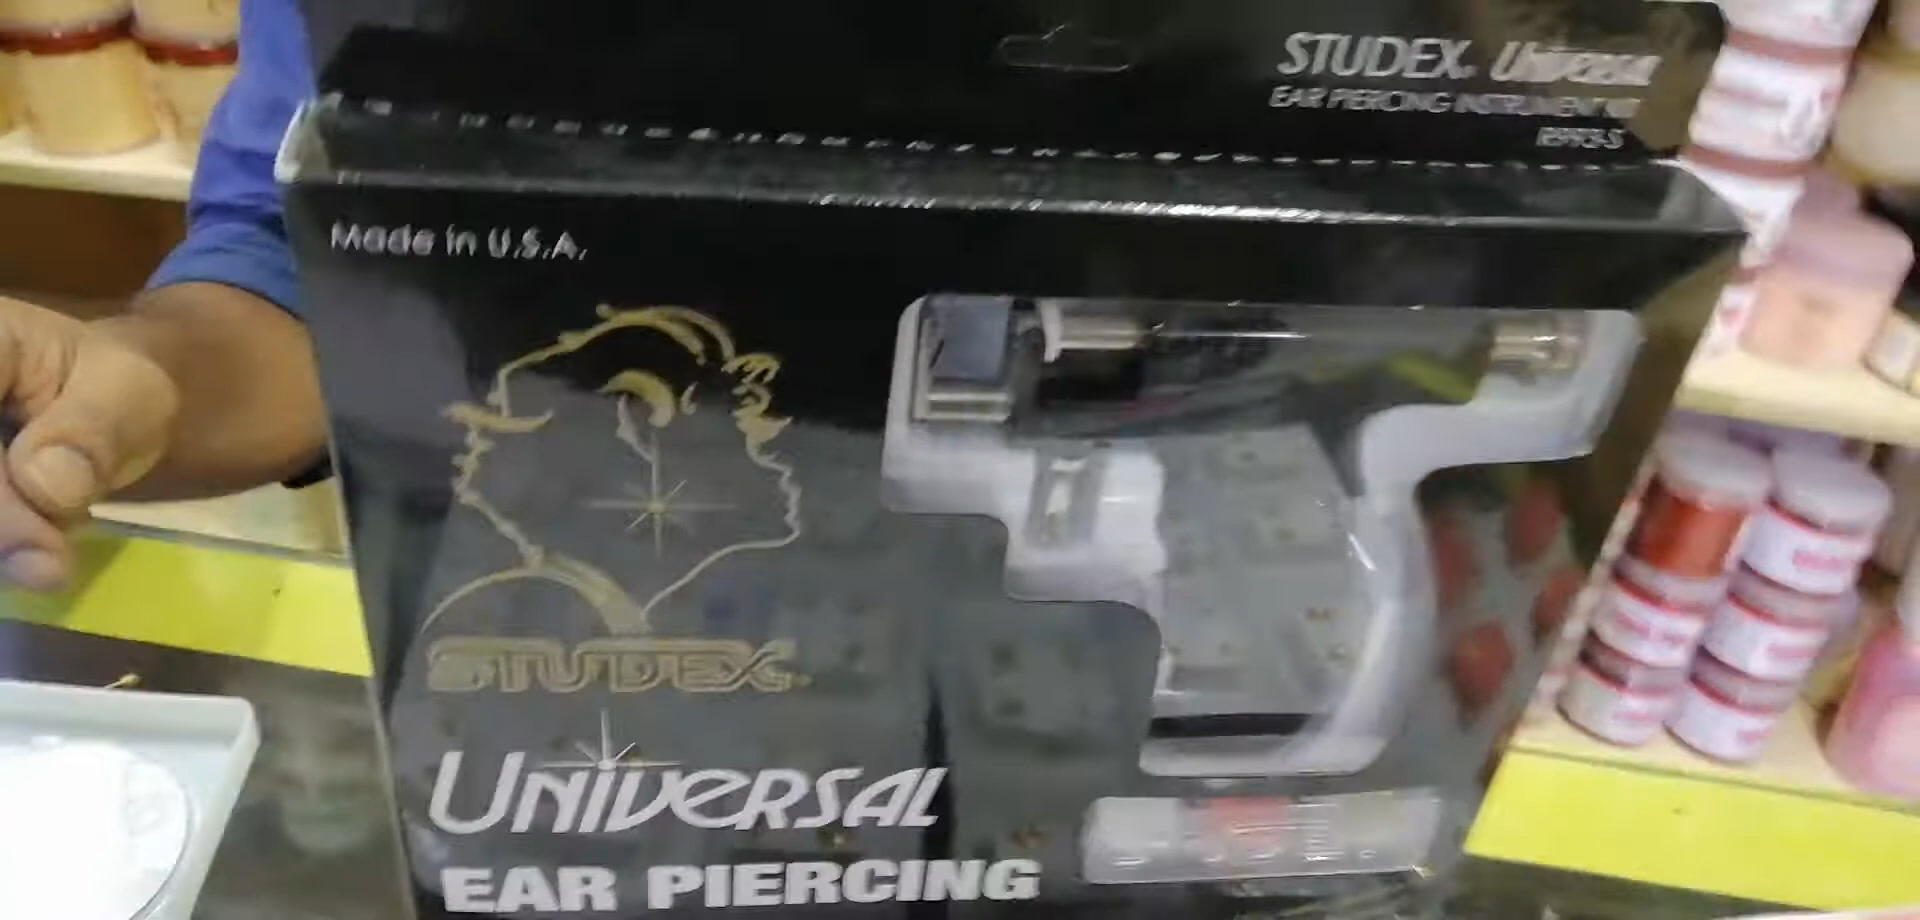 STUDEX® Universal
EAR PIERCING INSTRUMENT KIT
Made in U.S.A.
STUDEX®
Universal
EAR PIERCING